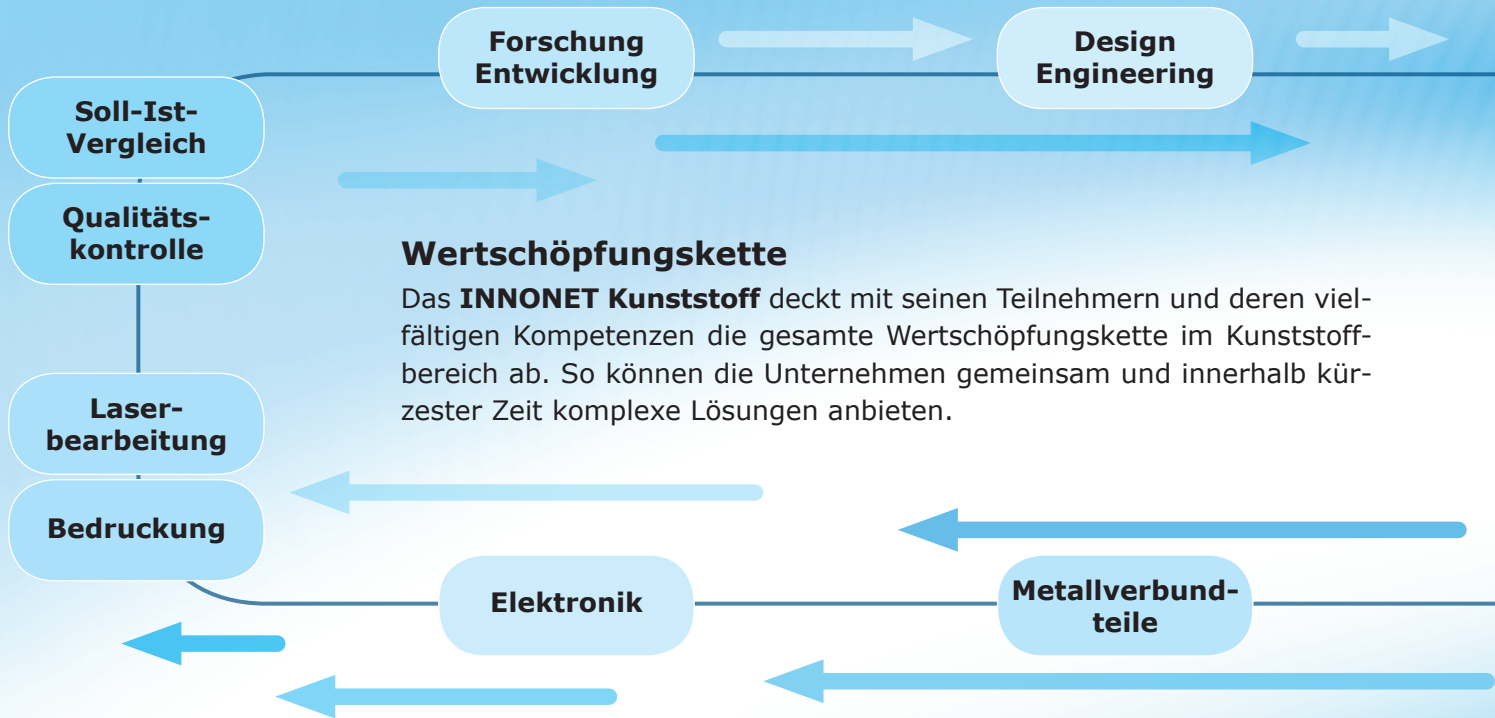 Forschung
Entwicklung
Design
Engineering
Soll-Ist-
Vergleich
Qualitäts-
kontrolle
Wertschöpfungskette
Das INNONET Kunststoff deckt mit seinen Teilnehmern und deren viel-
fältigen Kompetenzen die gesamte Wertschöpfungskette im Kunststoff-
bereich ab. So können die Unternehmen gemeinsam und innerhalb kür-
zester Zeit komplexe Lösungen anbieten.
Laser-
bearbeitung
Bedruckung
Elektronik
Metallverbund-
teile